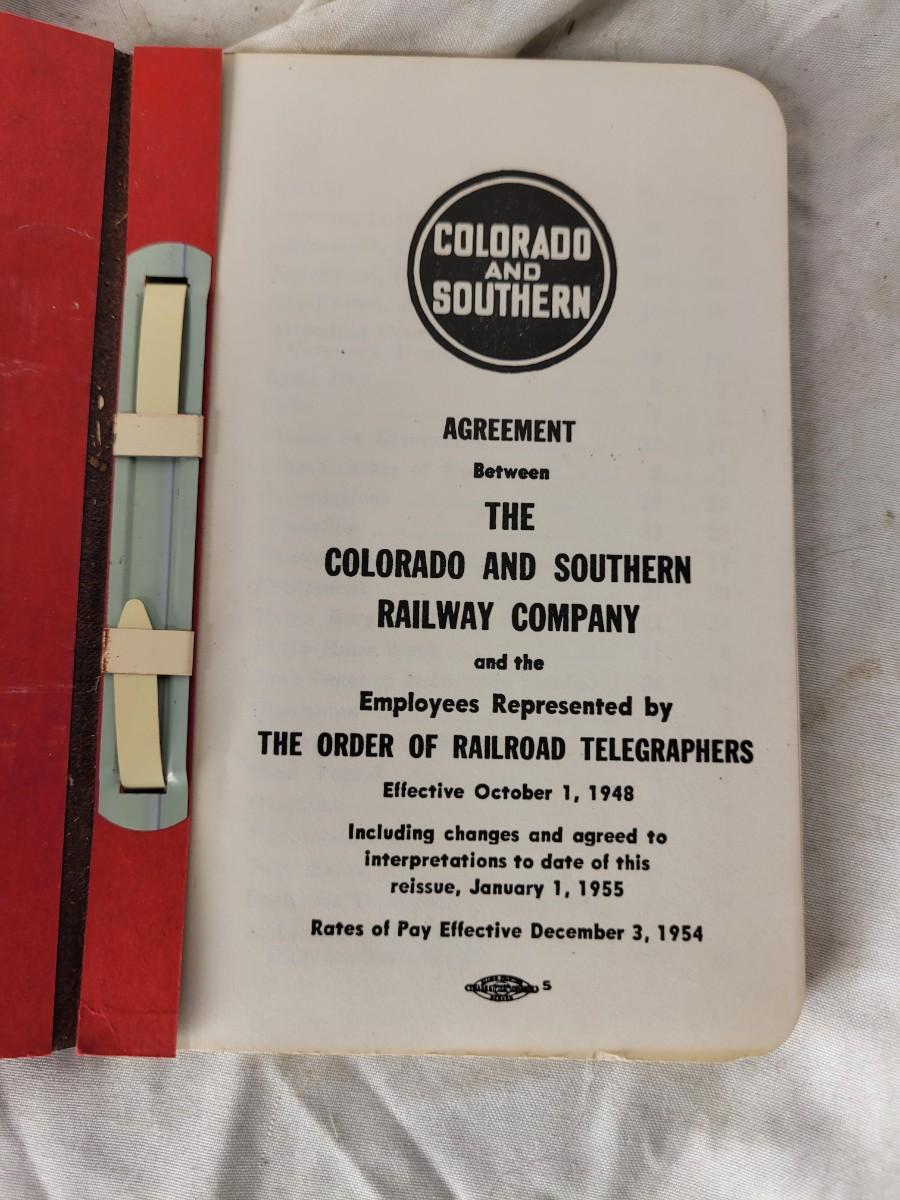 COLORADO
AND
SOUTHERN
AGREEMENT
Between
THE
COLORADO AND SOUTHERN
RAILWAY COMPANY
and the
Employees Represented by
THE ORDER OF RAILROAD TELEGRAPHERS
Effective October 1, 1948
Including changes and agreed to
interpretations to date of this
reissue, January 1, 1955
Rates of Pay Effective December 3, 1954
5